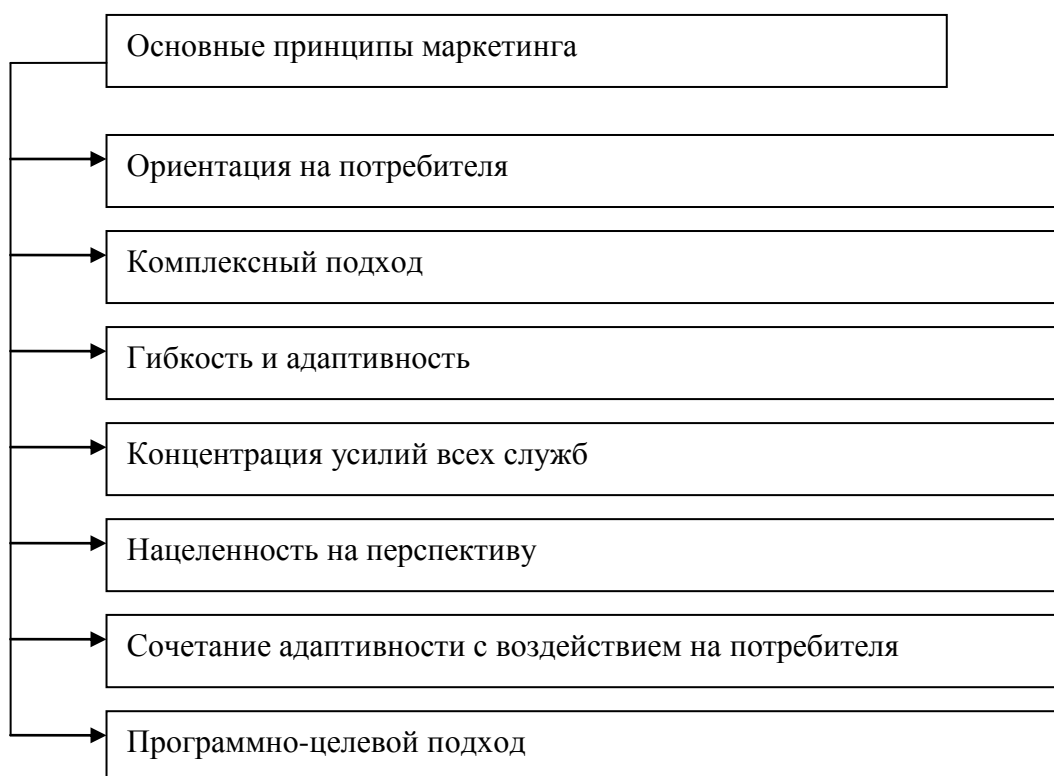 Основные принципы маркетинга
Ориентация на потребителя
Комплексный подход
Гибкость и адаптивность
Концентрация усилий всех служб
Нацеленность на перспективу
Сочетание адаптивности с воздействием на потребителя
Программно-целевой подход